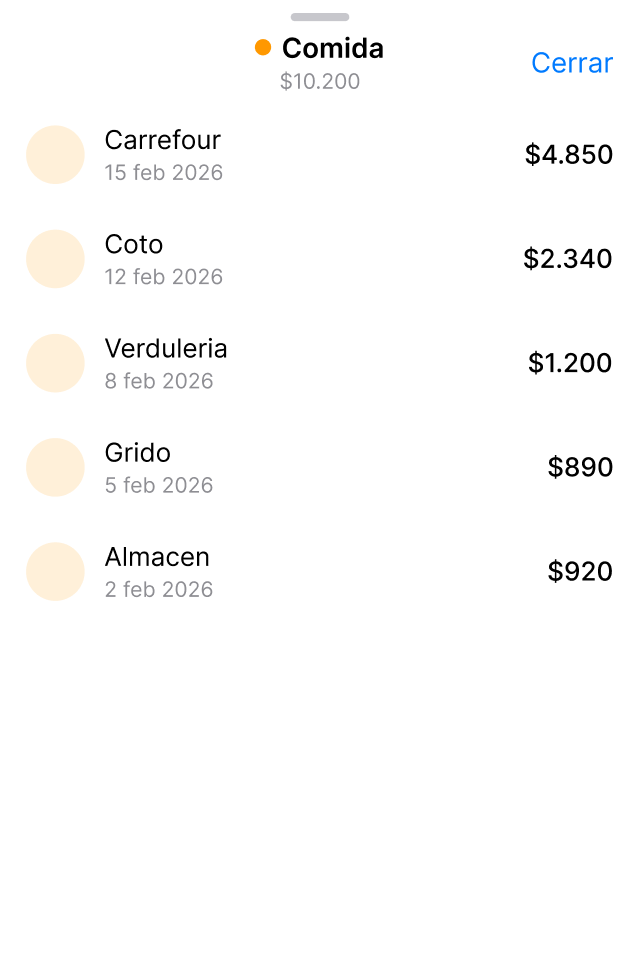 Comida
$10.200
Cerrar
Carrefour
15 feb 2026
$4.850
Coto
12 feb 2026
$2.340
Verduleria
8 feb 2026
$1.200
Grido
5 feb 2026
$890
Almacen
2 feb 2026
$920